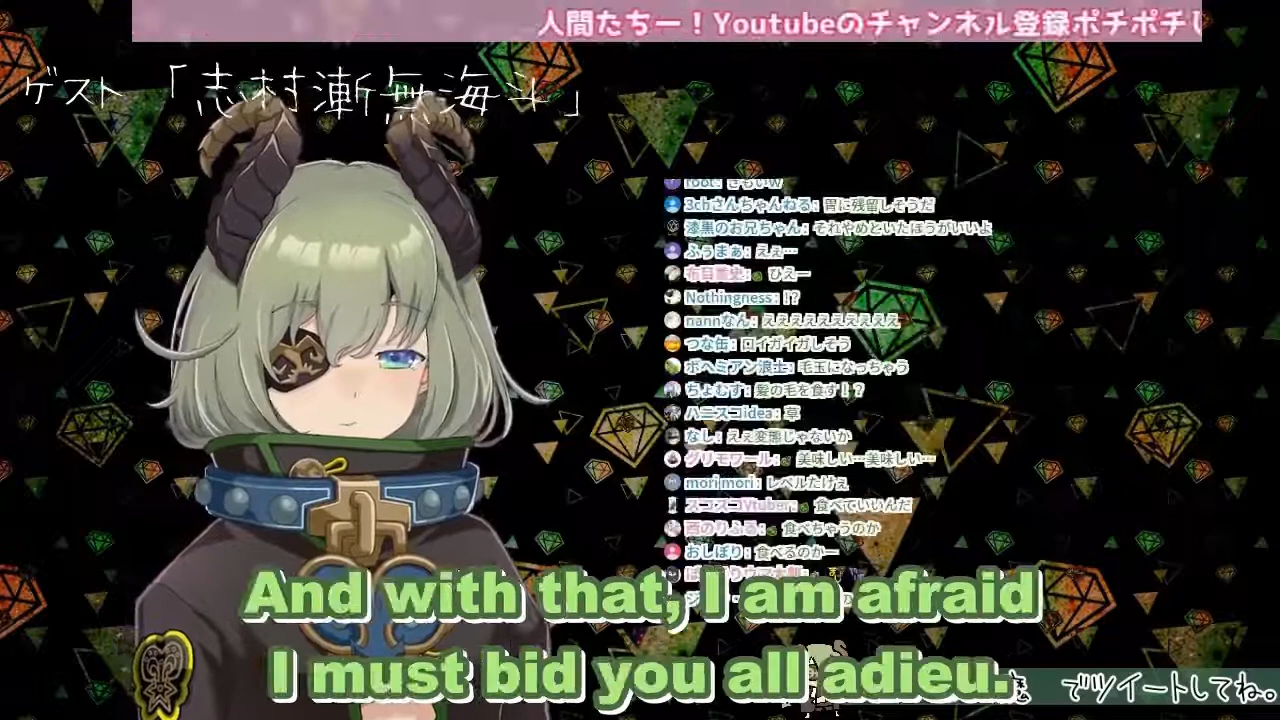 人間たちー！Youtubeのチャンネル登録ポチポチし
ゲスト 「志村漸無海斗」
root: きもいw
3chさんちゃんねる: 胃に残留しそうだ
漆黒のお兄ちゃん: それやめといたほうがいいよ
ふぅまぁ: えぇ…
ひえー
Nothingness: !?
nannなん: ええええええええええ
つな缶: ロイガイガしそう
ボヘミアン浪士: 毛玉になっちゃう
ちょむす: 髪の毛を食す！？
ハニスコidea: 草
なし: えぇ変態じゃないか
グリモワール: 美味しい…美味しい…
mori mori: レベルたけぇ
スコスコVtuber: 食べていいんだ
西のりふる: 食べちゃうのか
おしぼり: 食べるのかー
And with that, I am afraid
I must bid you all adieu.
でツイートしてね。